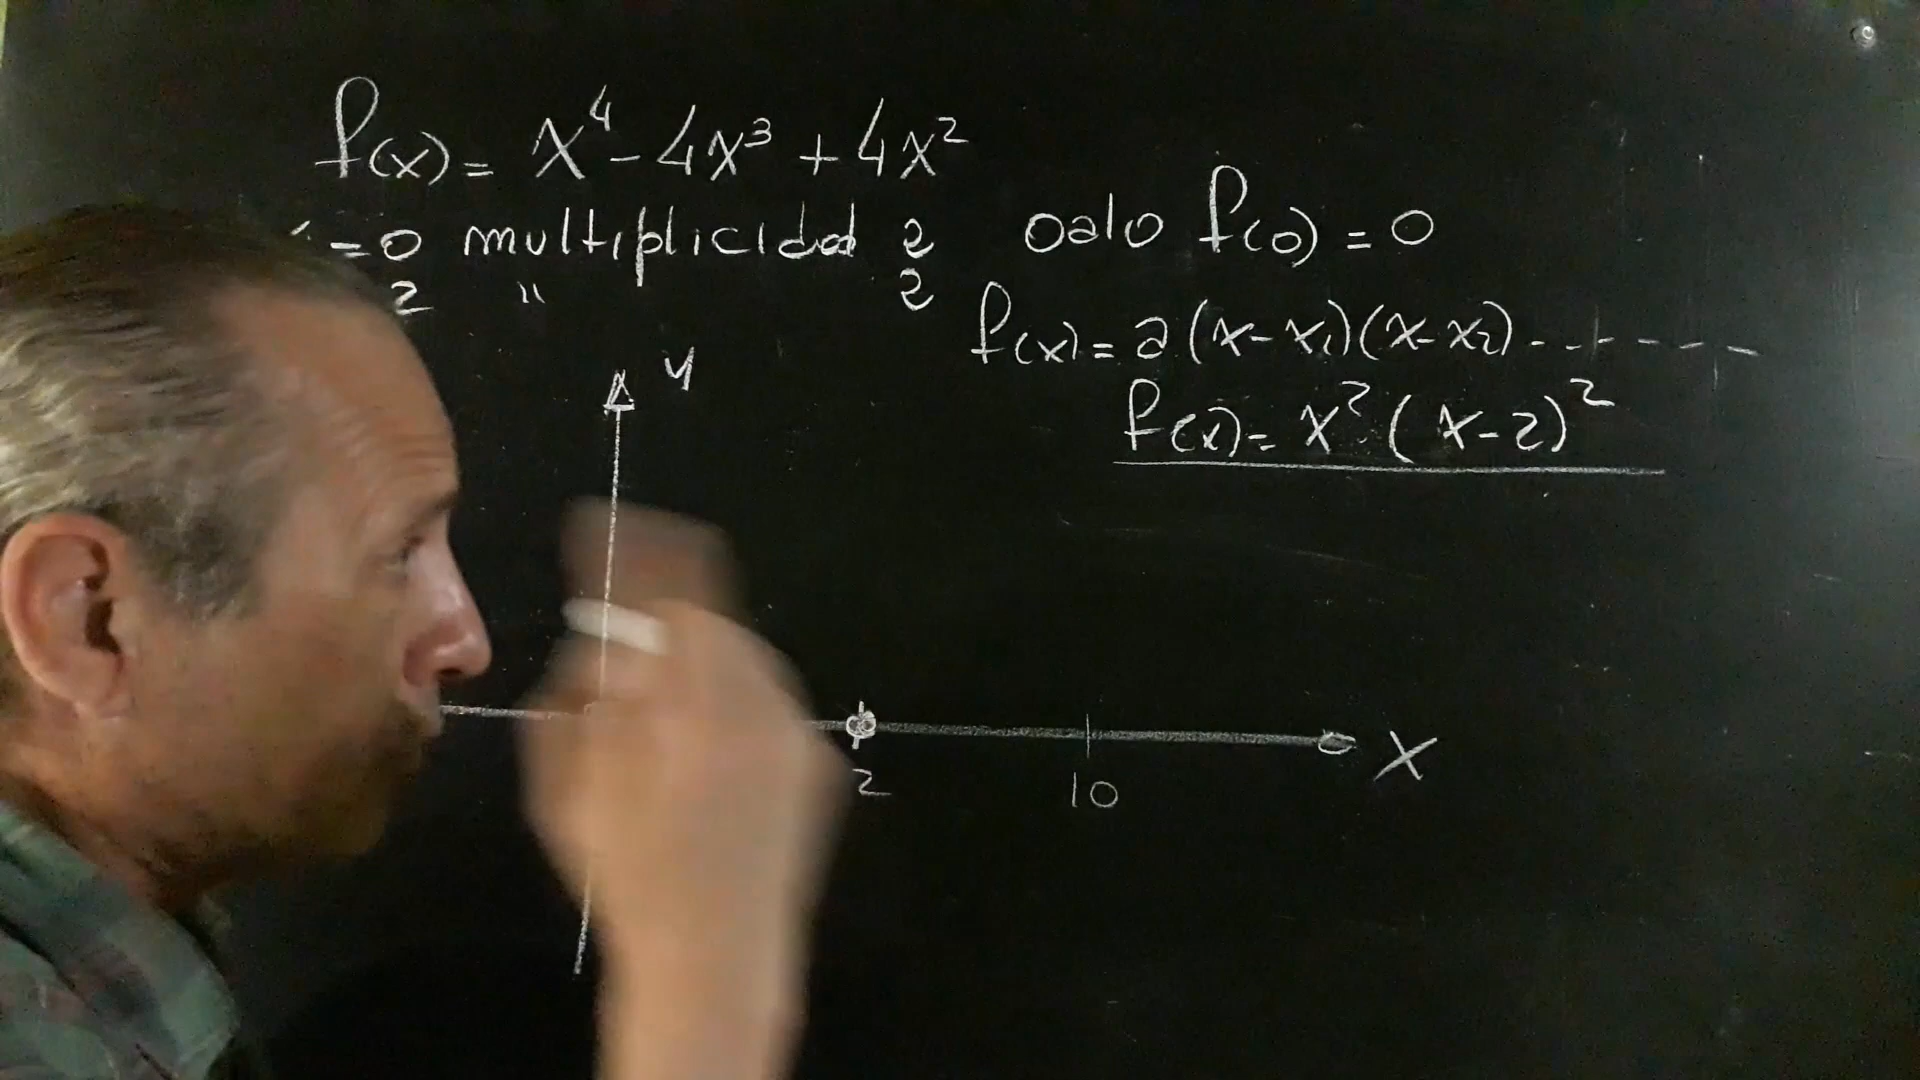 f(x) = x⁴ - 4x³ + 4x²
= 0 multiplicidad 2
2 " 2
OalO f(0) = 0
f(x) = a (x - x₁)(x - x₂) - - - - - -
f(x) = x² (x - 2)²
y
x
2
10